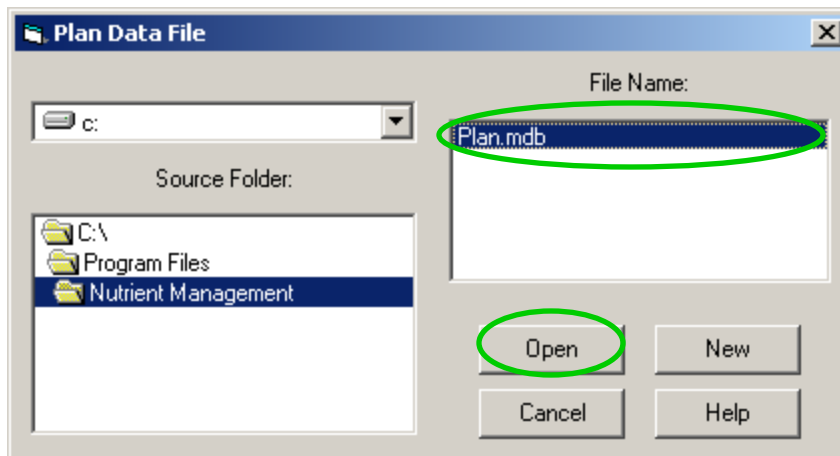 Plan Data File
File Name:
c:
Plan.mdb
Source Folder:
C:\
Program Files
Nutrient Management
Open
New
Cancel
Help